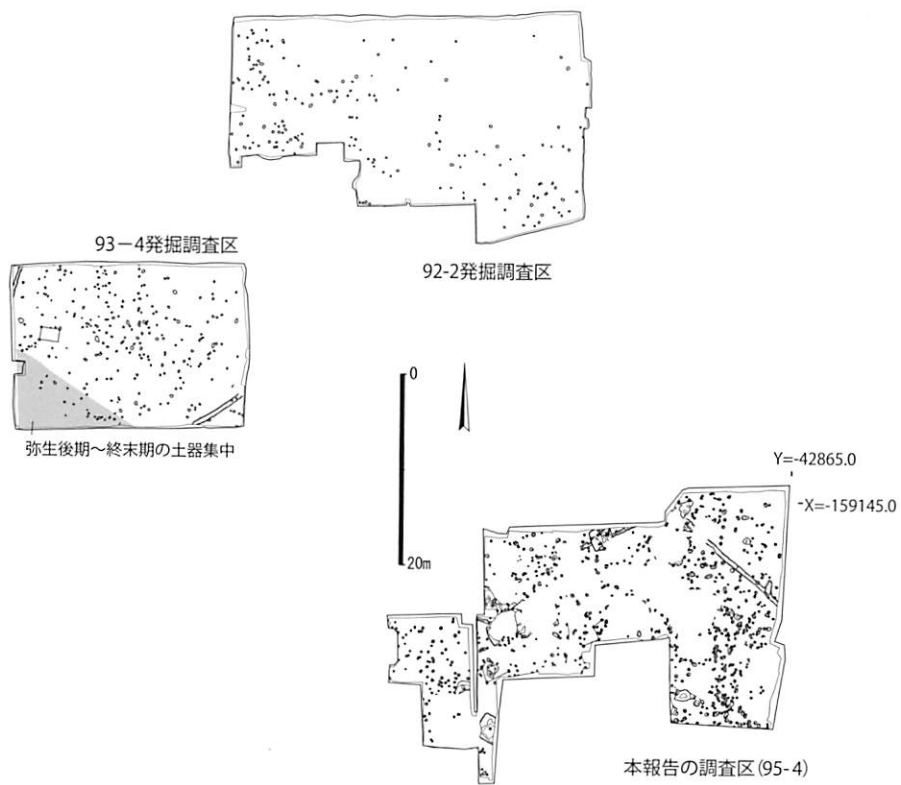 93－4発掘調査区
92-2発掘調査区
弥生後期～終末期の土器集中
0
20m
Y=-42865.0
-X=-159145.0
本報告の調査区(95-4)